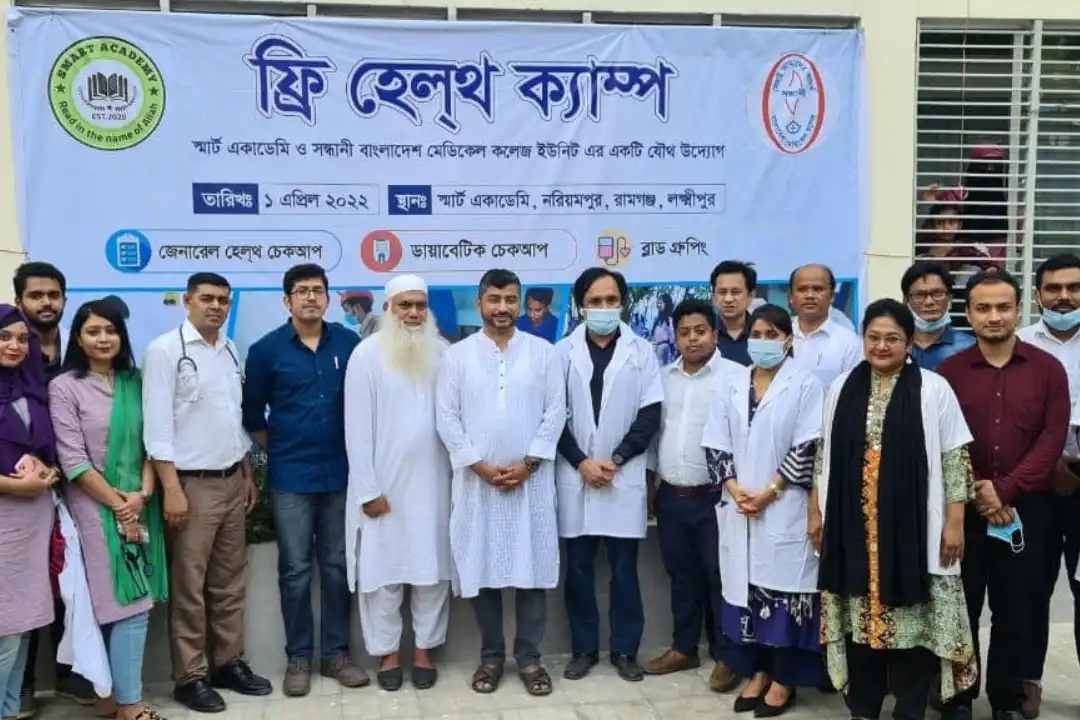 SMART ACADEMY
EST.2020
Read in the name of Allah
ফ্রি হেল্থ ক্যাম্প
স্মার্ট একাডেমি ও সন্ধানী বাংলাদেশ মেডিকেল কলেজ ইউনিট এর একটি যৌথ উদ্যোগ
তারিখঃ ১ এপ্রিল ২০২২ স্থানঃ স্মার্ট একাডেমি, নরিয়মপুর, রামগঞ্জ, লক্ষ্মীপুর
জেনারেল হেল্থ চেকআপ ডায়াবেটিক চেকআপ ব্লাড গ্রুপিং